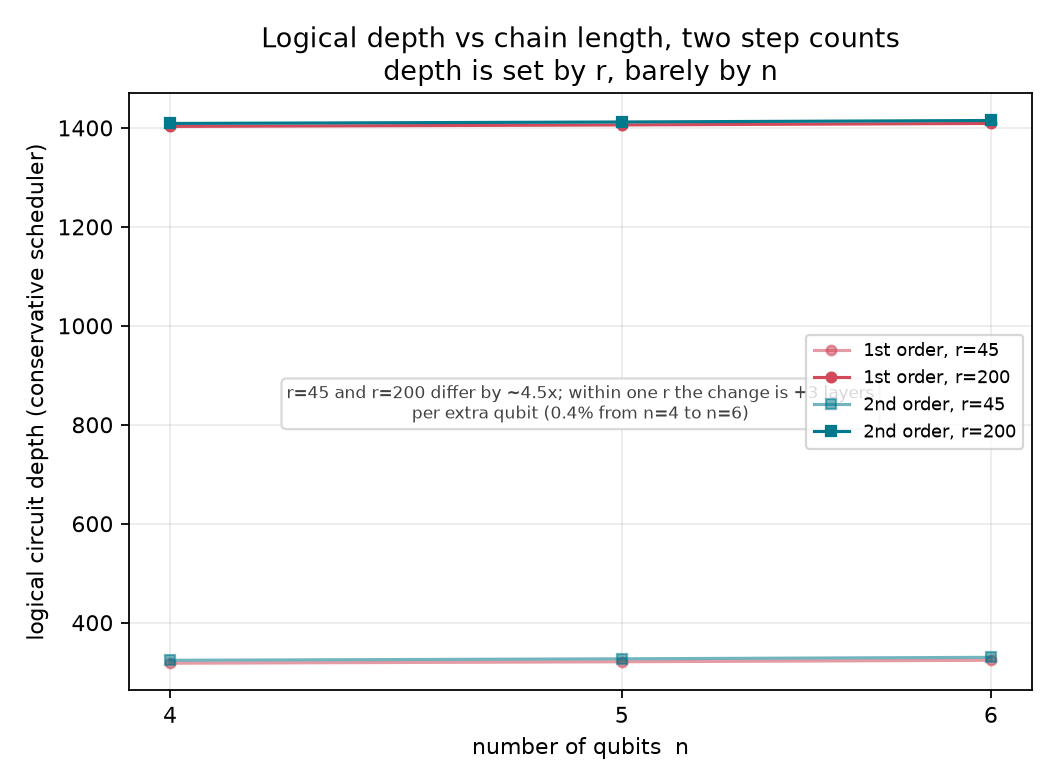 Logical depth vs chain length, two step counts
depth is set by r, barely by n
logical circuit depth (conservative scheduler)
1400
1200
1000
800
600
400
r=45 and r=200 differ by ~4.5x; within one r the change is +3 layers
per extra qubit (0.4% from n=4 to n=6)
1st order, r=45
1st order, r=200
2nd order, r=45
2nd order, r=200
4
5
6
number of qubits n